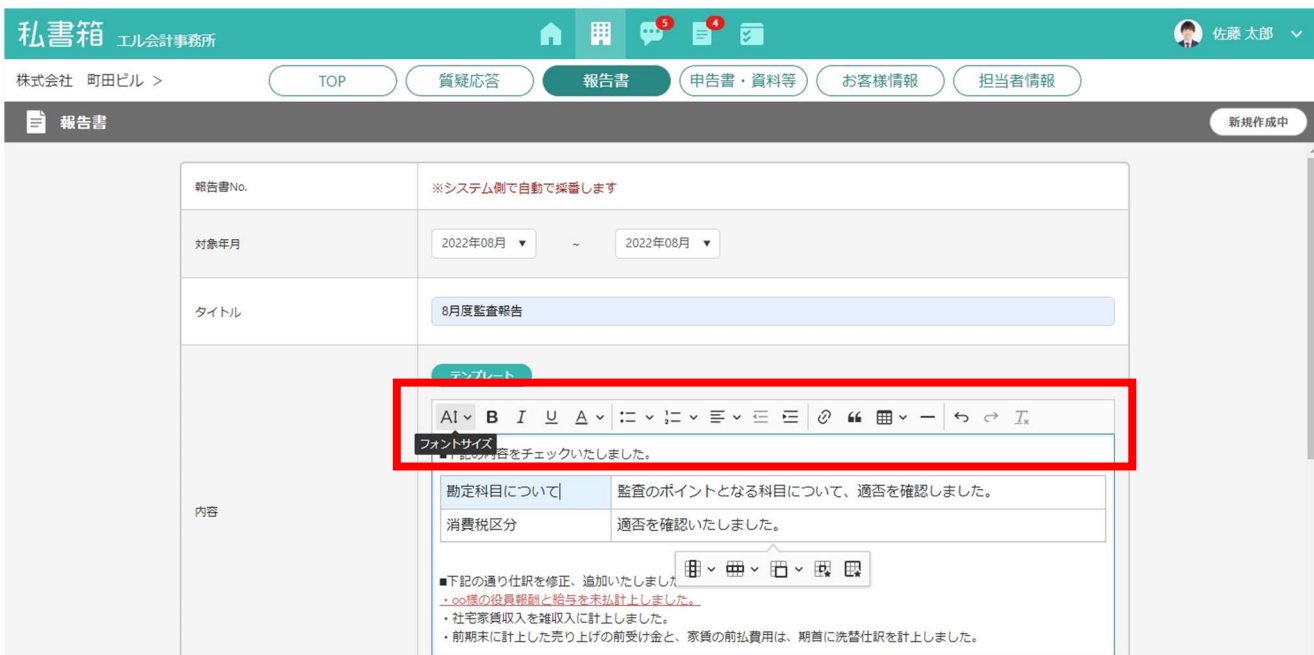 私書箱 エル会計事務所
5
4
佐藤 太郎
株式会社 町田ビル >
TOP
質疑応答
報告書
申告書・資料等
お客様情報
担当者情報
報告書
新規作成中
報告書No.
※システム側で自動で採番します
対象年月
2022年08月 ▼ ~ 2022年08月 ▼
タイトル
8月度監査報告
内容
テンプレート
AI B I U A
フォントサイズ
■下記の内容をチェックいたしました。
勘定科目について 監査のポイントとなる科目について、適否を確認しました。
消費税区分 適否を確認いたしました。
■下記の通り仕訳を修正、追加いたしまし
・oo様の役員報酬と給与を未払計上しました。
・社宅家賃収入を雑収入に計上しました。
・前期末に計上した売り上げの前受け金と、家賃の前払費用は、期首に洗替仕訳を計上しました。